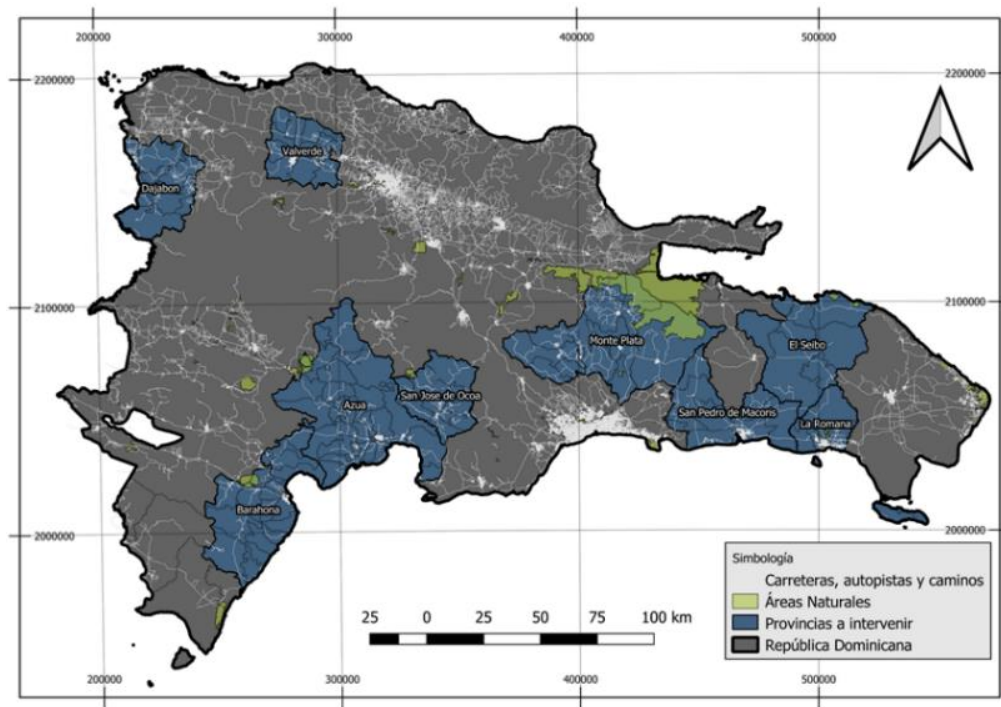 200000 300000 400000 500000
2200000 2200000
Valverde
Dajabon
2100000 2100000
Monte Plata
El Seibo
San Jose de Ocoa
Azua
San Pedro de Macoris
La Romana
Barahona
2000000 2000000
Simbología
Carreteras, autopistas y caminos
Áreas Naturales
Provincias a intervenir
República Dominicana
25 0 25 50 75 100 km
200000 300000 400000 500000